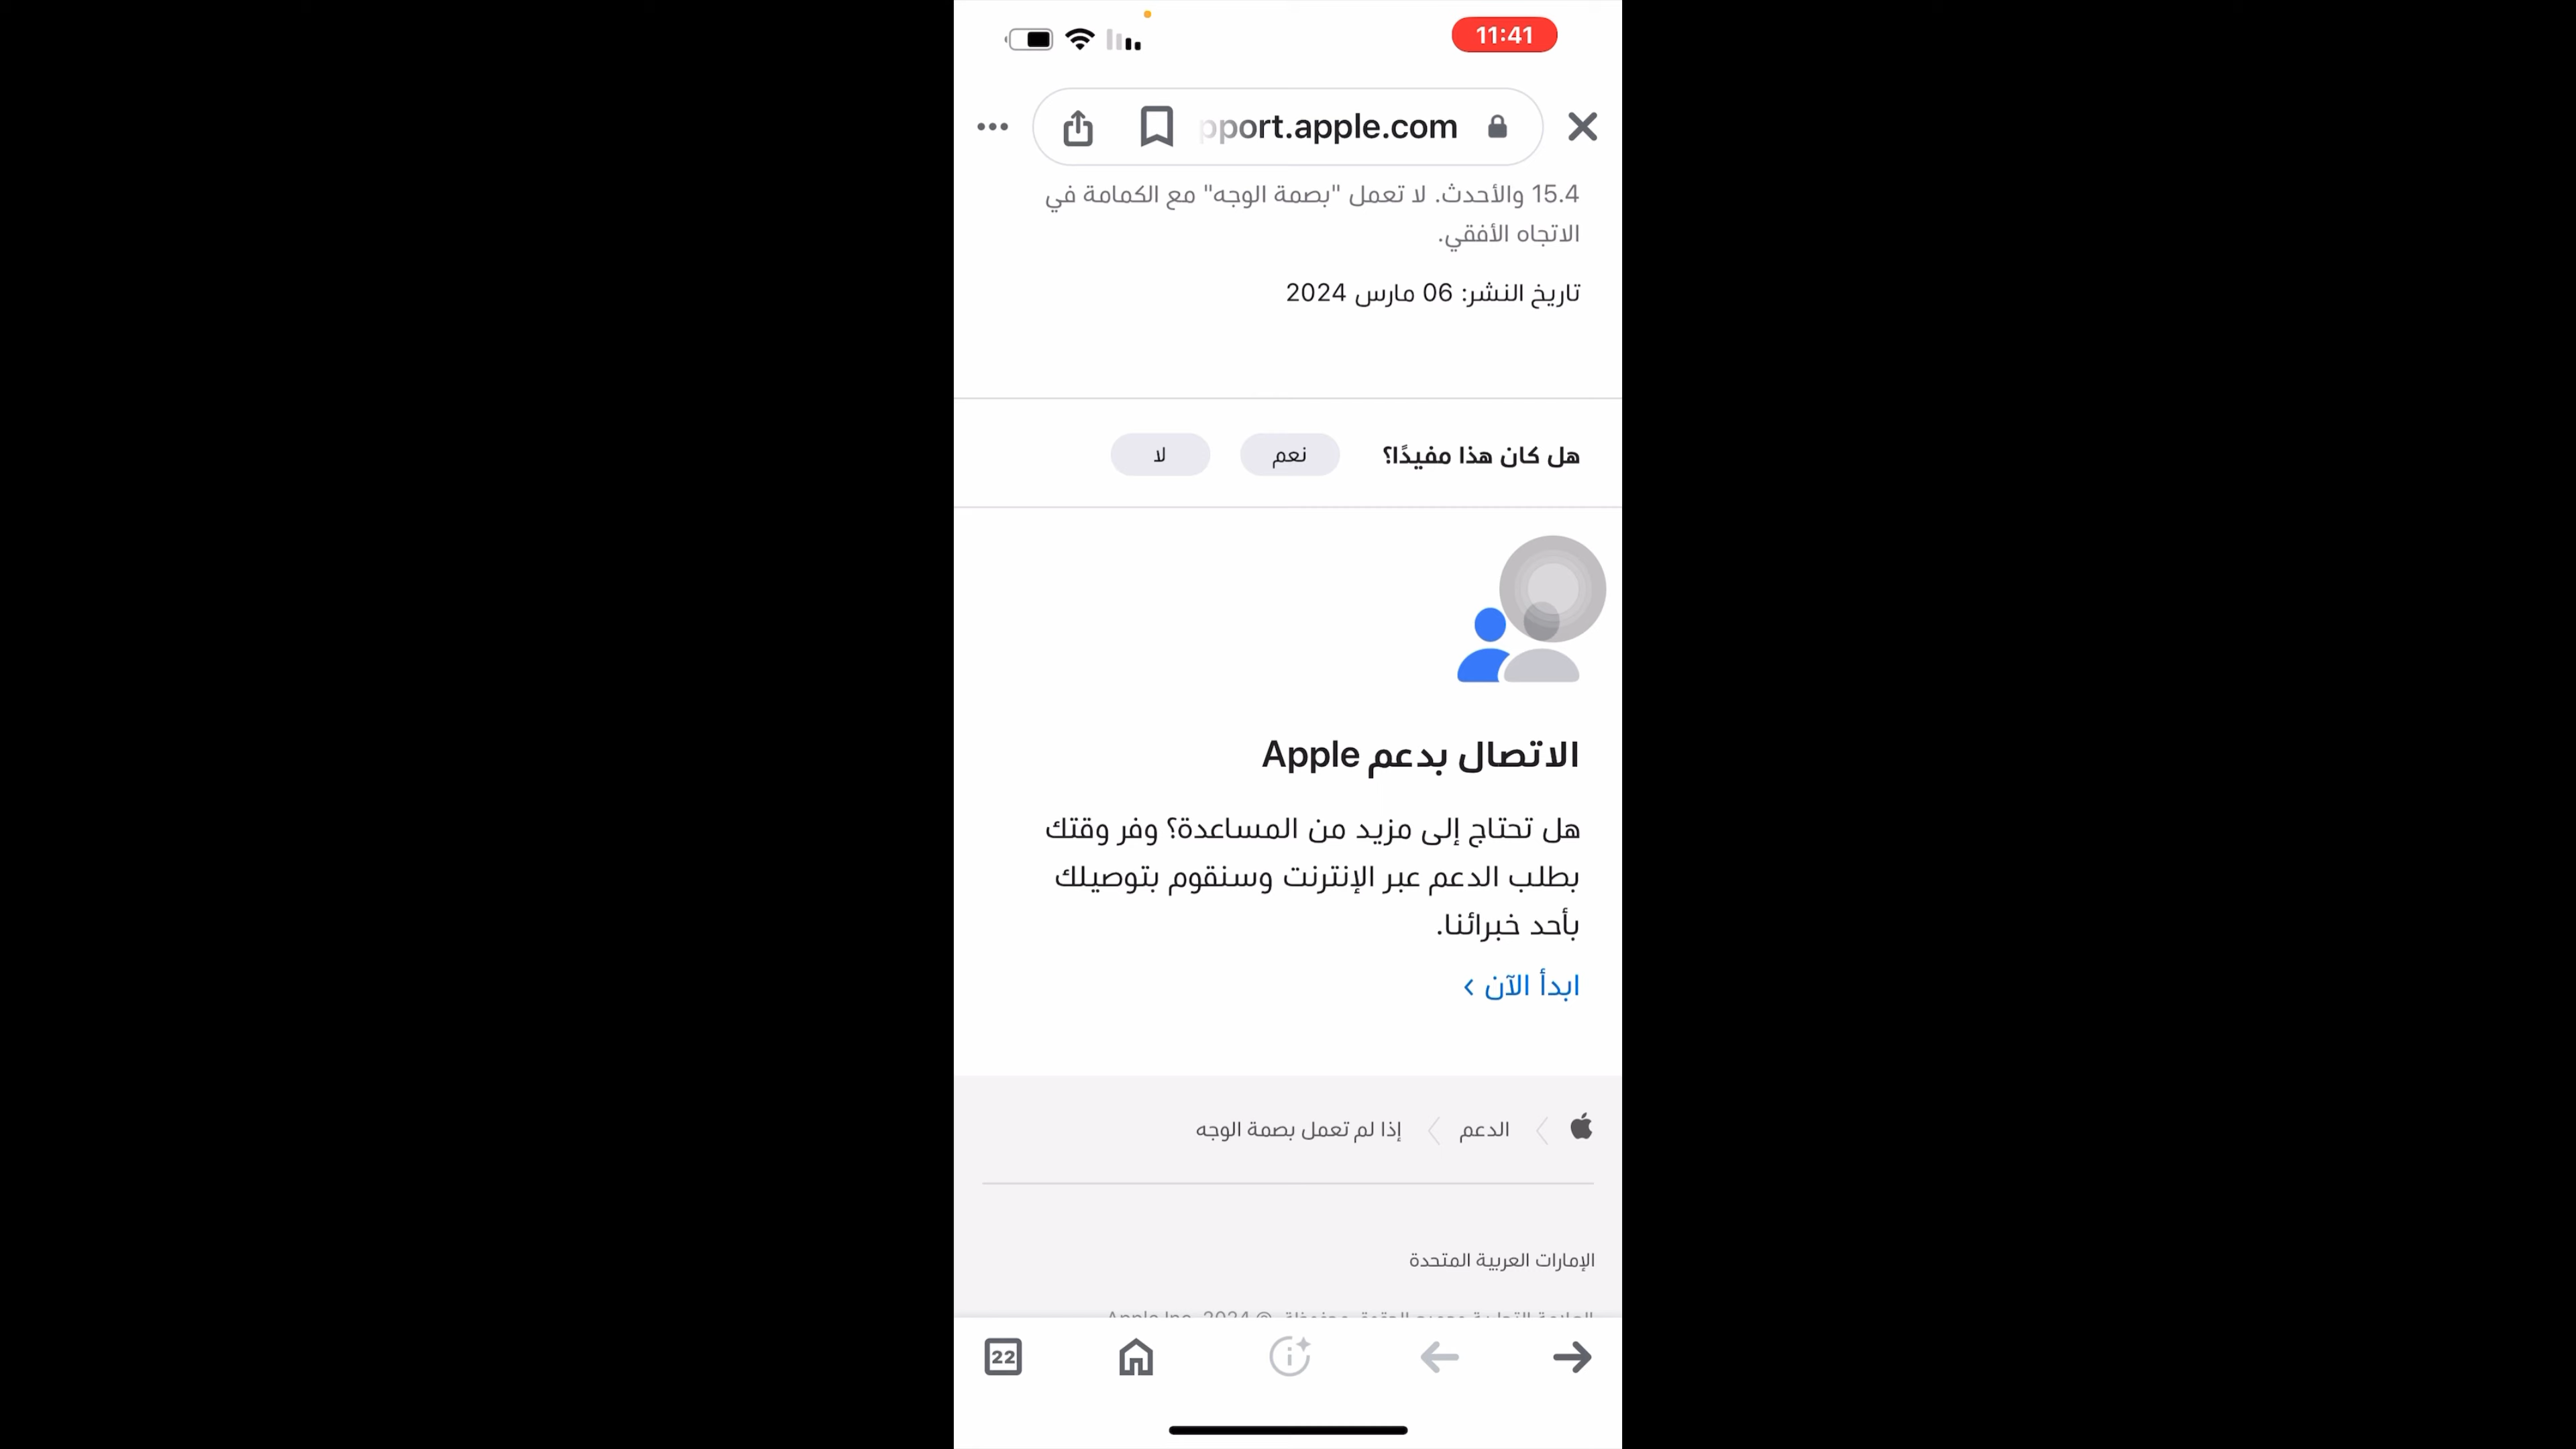 11:41
pport.apple.com
15.4 والأحدث. لا تعمل "بصمة الوجه" مع الكمامة في
الاتجاه الأفقي.
تاريخ النشر: 06 مارس 2024
هل كان هذا مفيدًا؟ نعم لا
الاتصال بدعم Apple
هل تحتاج إلى مزيد من المساعدة؟ وفر وقتك
بطلب الدعم عبر الإنترنت وسنقوم بتوصيلك
بأحد خبرائنا.
ابدأ الآن
الدعم إذا لم تعمل بصمة الوجه
الإمارات العربية المتحدة
22